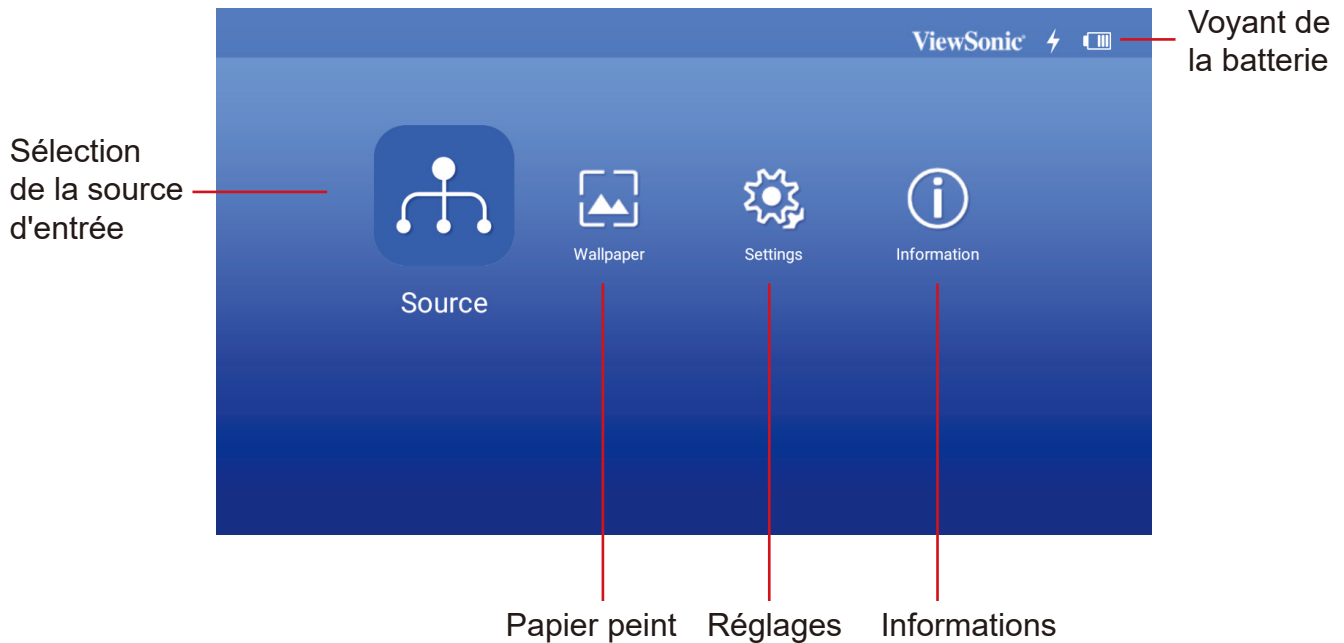 ViewSonic
Voyant de
la batterie
Sélection
de la source
d'entrée
Wallpaper
Settings
Information
Source
Papier peint
Réglages
Informations